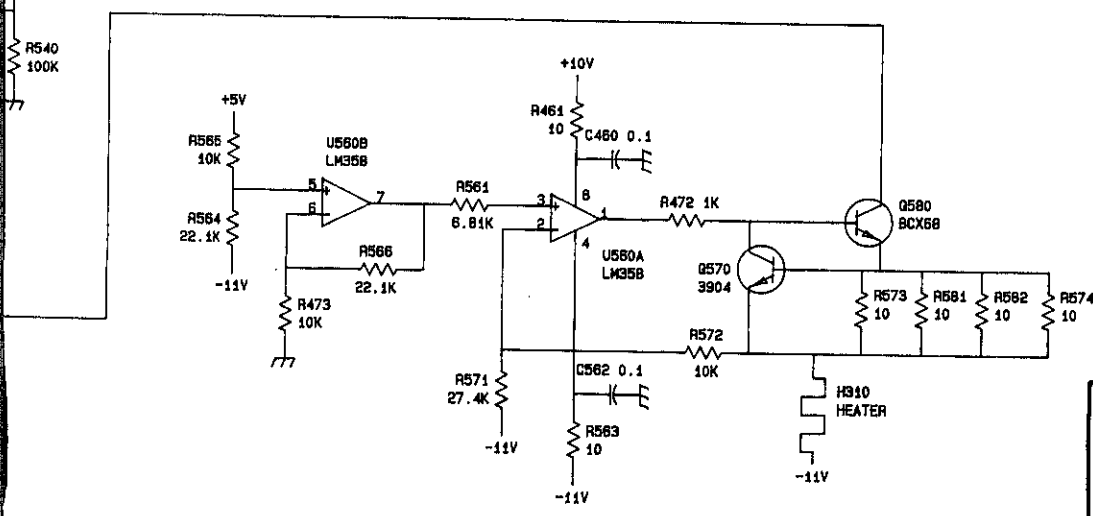 R540
100K
+5V
R565
10K
R564
22.1K
-11V
U560B
LM358
5
6
7
R566
22.1K
R473
10K
R561
6.81K
+10V
R461
10
C460 0.1
3
2
8
1
4
U560A
LM358
R472 1K
Q580
BCX68
Q570
3904
R573
10
R581
10
R582
10
R574
10
R572
10K
R571
27.4K
-11V
C562 0.1
R563
10
-11V
H310
HEATER
-11V